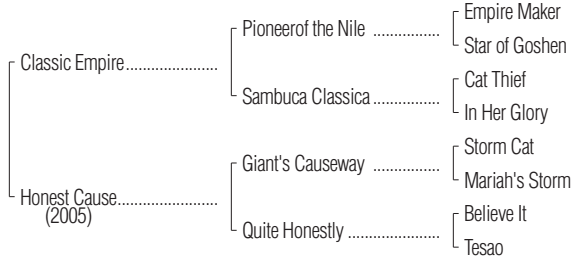 Empire Maker
Pioneerof the Nile ................
Star of Goshen
Classic Empire......................
Cat Thief
Sambuca Classica................
In Her Glory
Storm Cat
Giant's Causeway ................
Mariah's Storm
Honest Cause........................
(2005)
Believe It
Quite Honestly ......................
Tesao